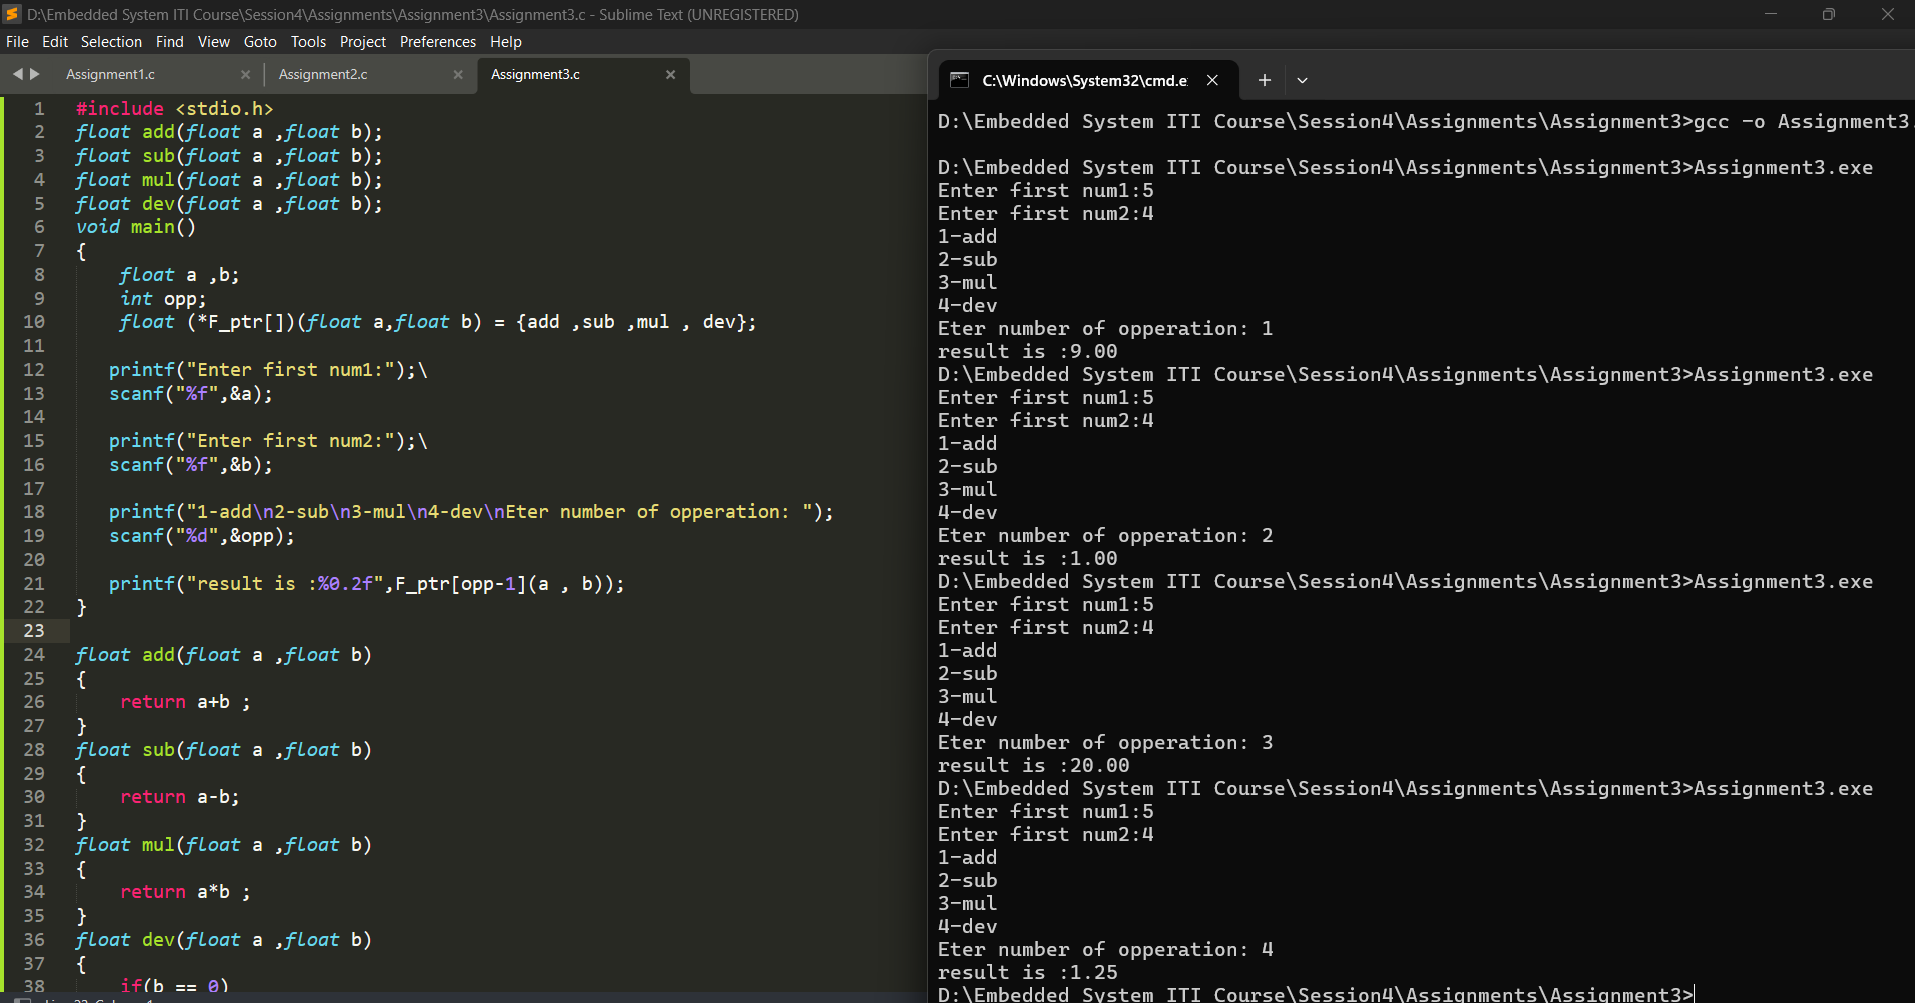 D:\Embedded System ITI Course\Session4\Assignments\Assignment3\Assignment3.c - Sublime Text (UNREGISTERED)
File Edit Selection Find View Goto Tools Project Preferences Help
Assignment1.c × Assignment2.c × Assignment3.c ×
1 #include <stdio.h>
2 float add(float a ,float b);
3 float sub(float a ,float b);
4 float mul(float a ,float b);
5 float dev(float a ,float b);
6 void main()
7 {
8 float a ,b;
9 int opp;
10 float (*F_ptr[])(float a,float b) = {add ,sub ,mul , dev};
11
12 printf("Enter first num1:");\
13 scanf("%f",&a);
14
15 printf("Enter first num2:");\
16 scanf("%f",&b);
17
18 printf("1-add\n2-sub\n3-mul\n4-dev\nEter number of opperation: ");
19 scanf("%d",&opp);
20
21 printf("result is :%0.2f",F_ptr[opp-1](a , b));
22 }
23
24 float add(float a ,float b)
25 {
26 return a+b ;
27 }
28 float sub(float a ,float b)
29 {
30 return a-b;
31 }
32 float mul(float a ,float b)
33 {
34 return a*b ;
35 }
36 float dev(float a ,float b)
37 {
38 if(b == 0)
C:\Windows\System32\cmd.e ×
D:\Embedded System ITI Course\Session4\Assignments\Assignment3>gcc -o Assignment3.
D:\Embedded System ITI Course\Session4\Assignments\Assignment3>Assignment3.exe
Enter first num1:5
Enter first num2:4
1-add
2-sub
3-mul
4-dev
Eter number of opperation: 1
result is :9.00
D:\Embedded System ITI Course\Session4\Assignments\Assignment3>Assignment3.exe
Enter first num1:5
Enter first num2:4
1-add
2-sub
3-mul
4-dev
Eter number of opperation: 2
result is :1.00
D:\Embedded System ITI Course\Session4\Assignments\Assignment3>Assignment3.exe
Enter first num1:5
Enter first num2:4
1-add
2-sub
3-mul
4-dev
Eter number of opperation: 3
result is :20.00
D:\Embedded System ITI Course\Session4\Assignments\Assignment3>Assignment3.exe
Enter first num1:5
Enter first num2:4
1-add
2-sub
3-mul
4-dev
Eter number of opperation: 4
result is :1.25
D:\Embedded System ITI Course\Session4\Assignments\Assignment3>